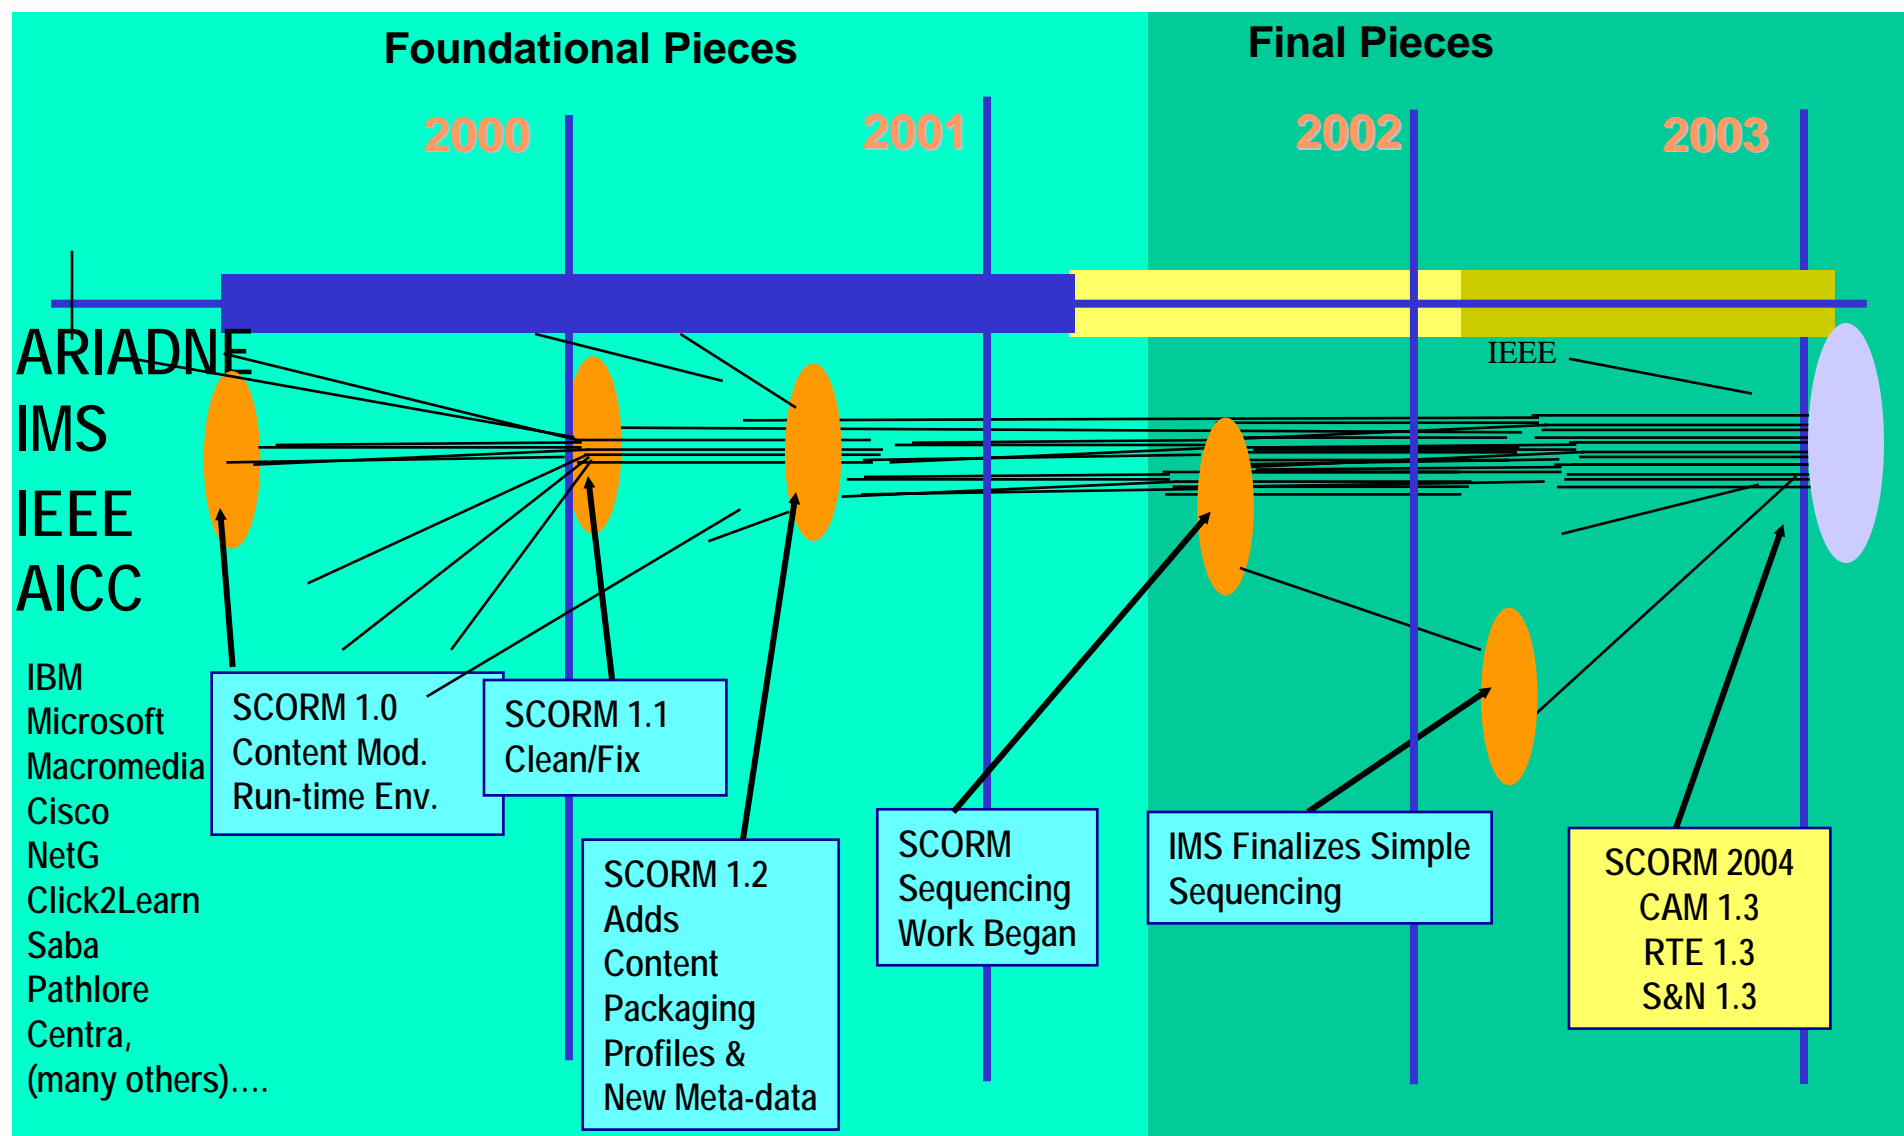 Foundational Pieces
Final Pieces
2000
2001
2002
2003
ARIADNE
IMS
IEEE
AICC
IEEE
IBM
Microsoft
Macromedia
Cisco
NetG
Click2Learn
Saba
Pathlore
Centra,
(many others)....
SCORM 1.0
Content Mod.
Run-time Env.
SCORM 1.1
Clean/Fix
SCORM 1.2
Adds
Content
Packaging
Profiles &
New Meta-data
SCORM
Sequencing
Work Began
IMS Finalizes Simple
Sequencing
SCORM 2004
CAM 1.3
RTE 1.3
S&N 1.3